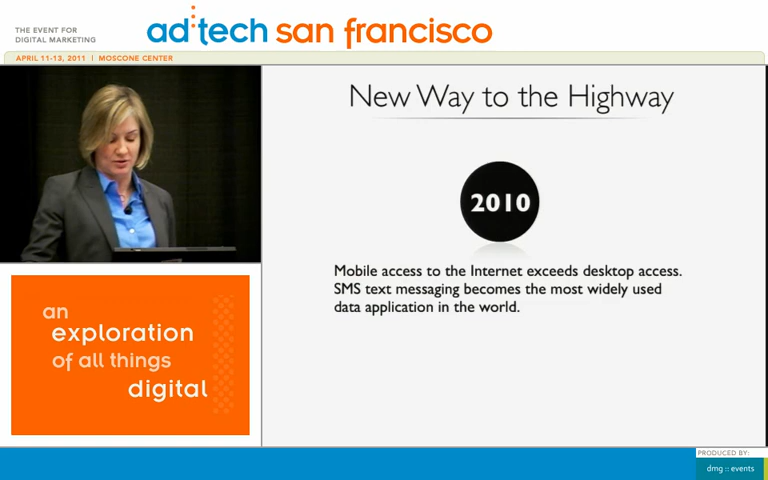 THE EVENT FOR
DIGITAL MARKETING
ad:tech san francisco
APRIL 11-13, 2011 | MOSCONE CENTER
New Way to the Highway
2010
Mobile access to the Internet exceeds desktop access.
SMS text messaging becomes the most widely used
data application in the world.
an
exploration
of all things
digital
PRODUCED BY:
dmg :: events